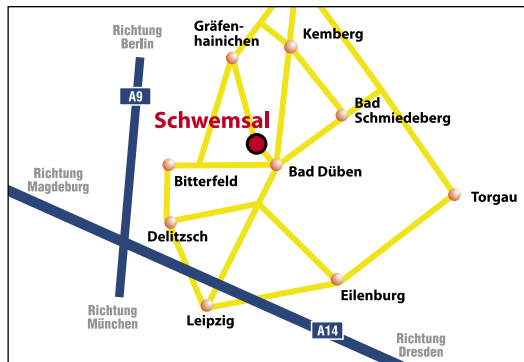 Gräfen-
hainichen
Kemberg
Richtung
Berlin
A9
Bad
Schmiedeberg
Schwemsal
Richtung
Magdeburg
Bitterfeld
Bad Düben
Torgau
Delitzsch
Richtung
München
Eilenburg
Leipzig
A14
Richtung
Dresden